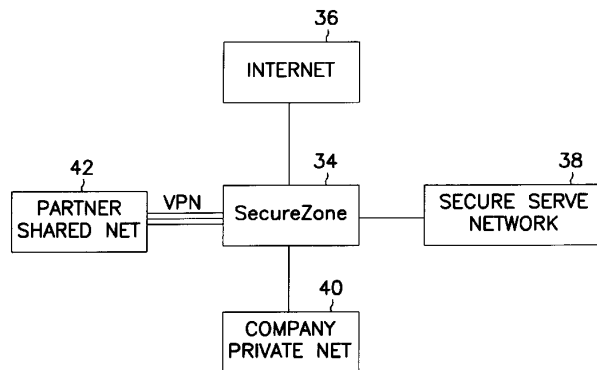 36
INTERNET
42
PARTNER
SHARED NET
VPN
34
SecureZone
38
SECURE SERVE
NETWORK
40
COMPANY
PRIVATE NET